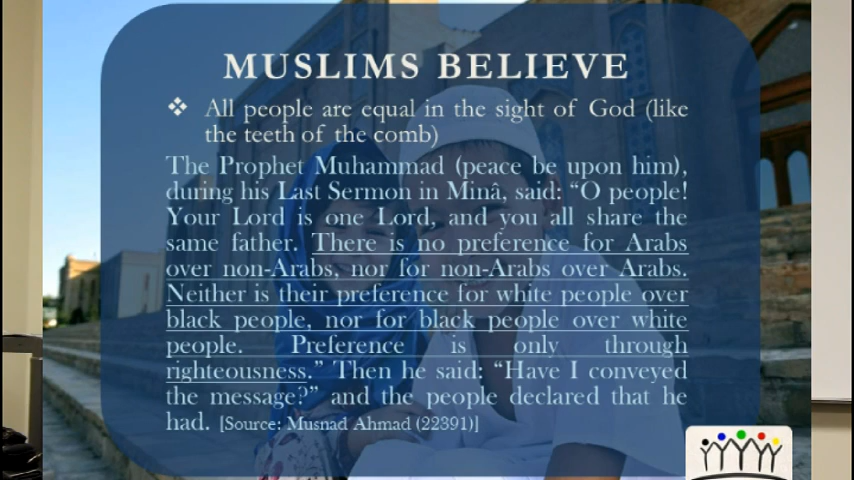 MUSLIMS BELIEVE
❖ All people are equal in the sight of God (like
the teeth of the comb)
The Prophet Muhammad (peace be upon him),
during his Last Sermon in Minâ, said: “O people!
Your Lord is one Lord, and you all share the
same father. There is no preference for Arabs
over non-Arabs, nor for non-Arabs over Arabs.
Neither is their preference for white people over
black people, nor for black people over white
people. Preference is only through
righteousness.” Then he said: “Have I conveyed
the message?” and the people declared that he
had. [Source: Musnad Ahmad (22391)]